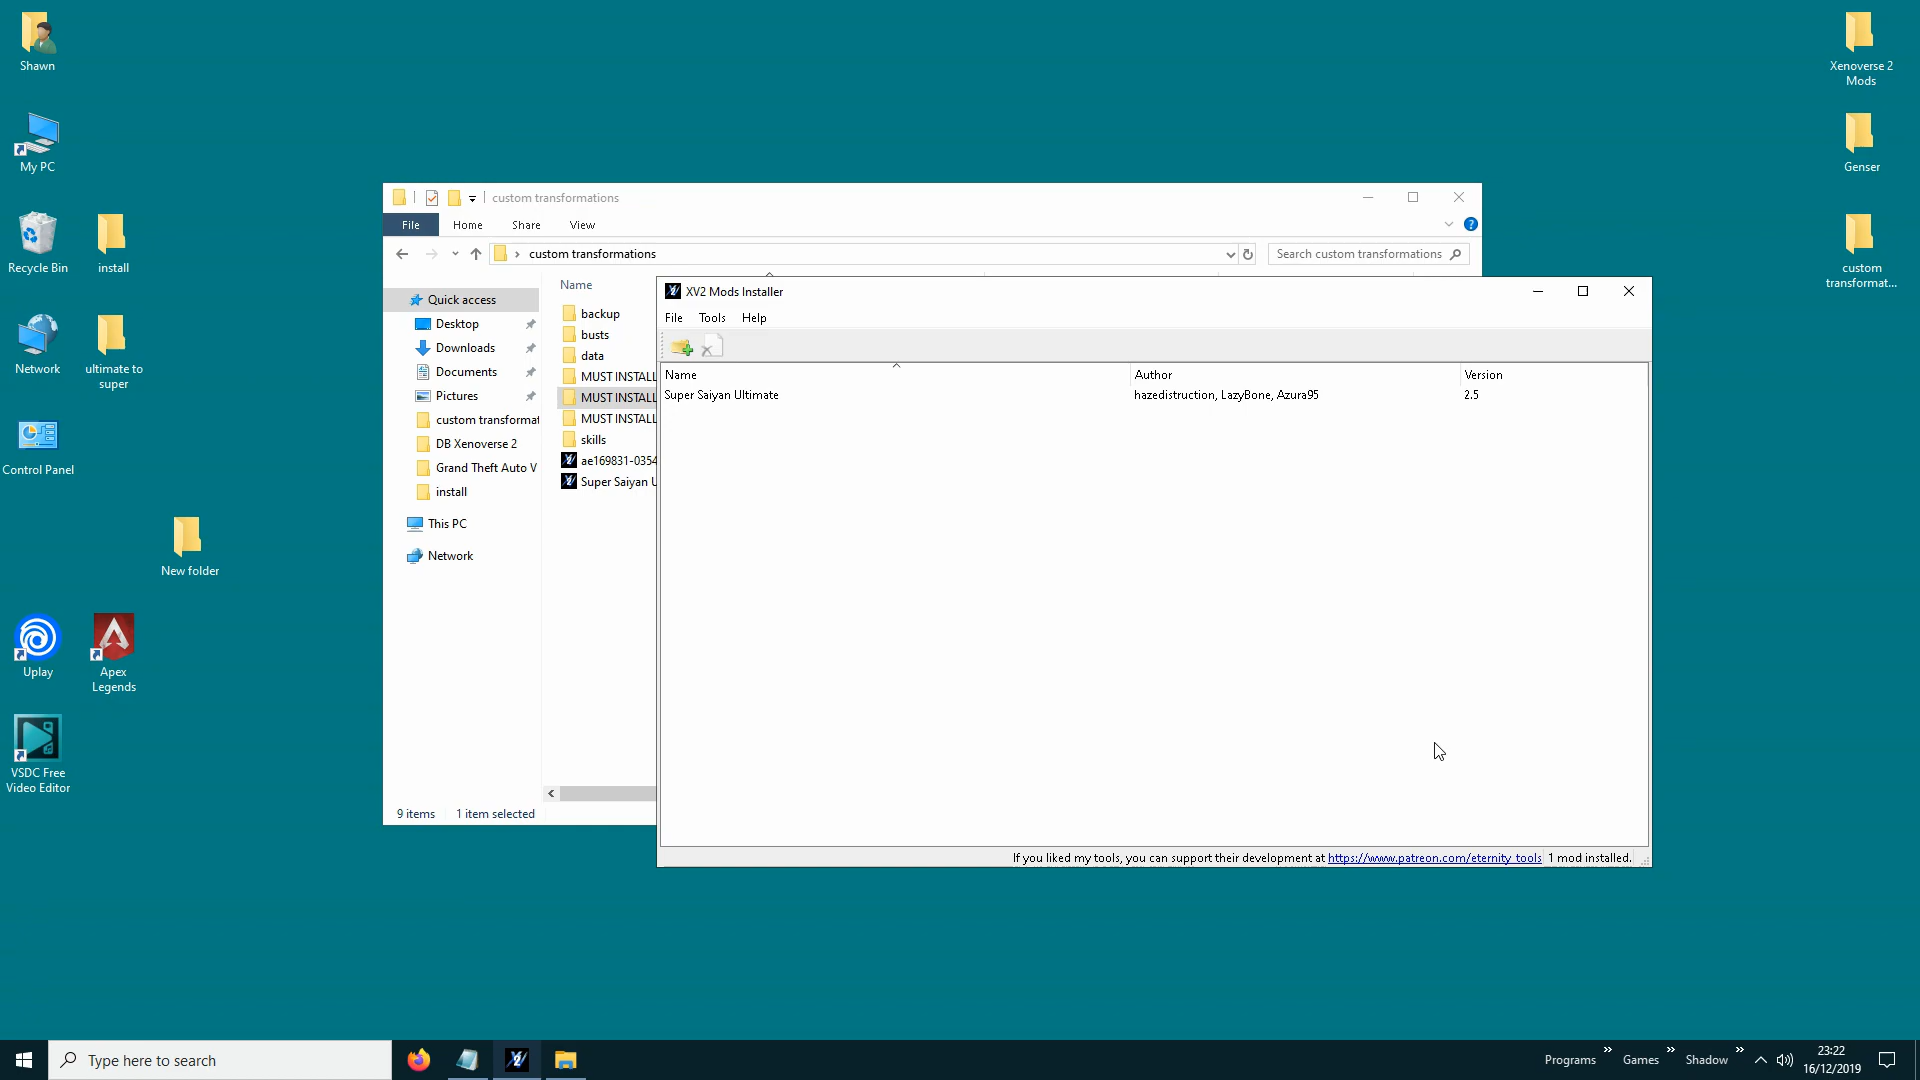 Shawn
My PC
Recycle Bin
install
Network
ultimate to
super
Control Panel
New folder
Uplay
Apex
Legends
VSDC Free
Video Editor
Xenoverse 2
Mods
Genser
custom
transformat...
custom transformations
File
Home
Share
View
custom transformations
Search custom transformations
Quick access
Desktop
Downloads
Documents
Pictures
custom transformat
DB Xenoverse 2
Grand Theft Auto V
install
This PC
Network
Name
backup
busts
data
MUST INSTALL
MUST INSTALL
MUST INSTALL
skills
ae169831-0354
Super Saiyan U
9 items
1 item selected
XV2 Mods Installer
File
Tools
Help
Name
Author
Version
Super Saiyan Ultimate
hazedistruction, LazyBone, Azura95
2.5
If you liked my tools, you can support their development at https://www.patreon.com/eternity_tools 1 mod installed.
Type here to search
Programs
Games
Shadow
23:22
16/12/2019